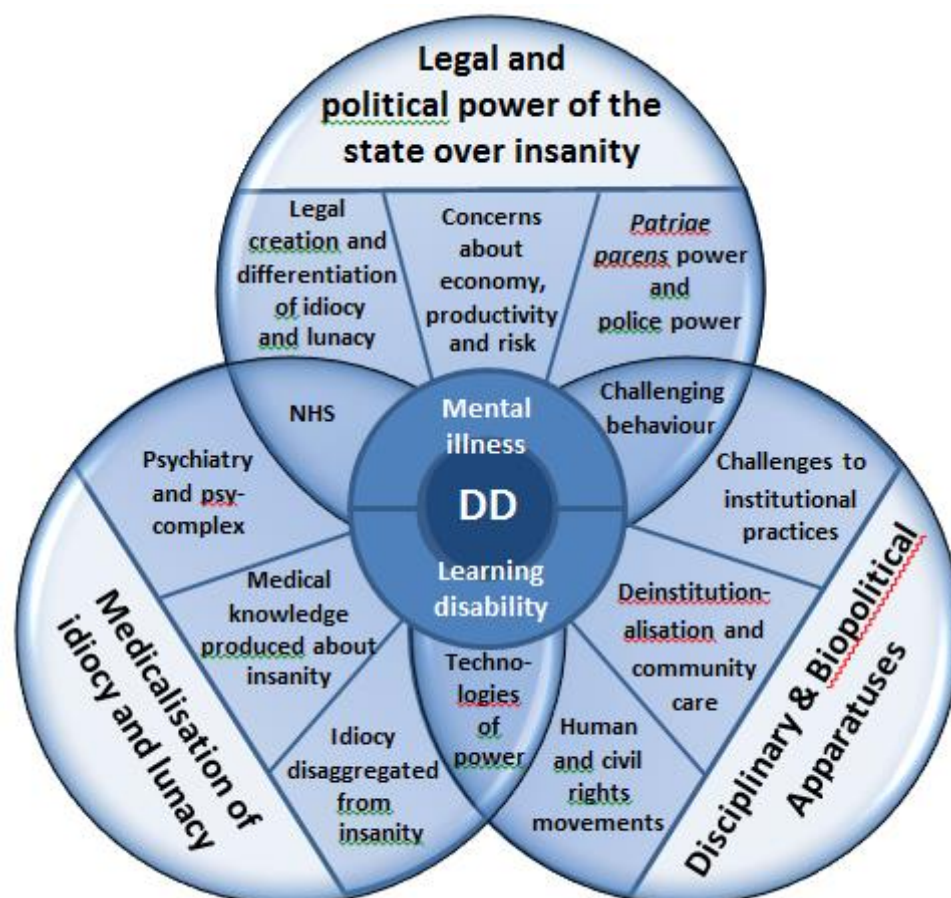 Legal and
political power of the
state over insanity
Legal
creation and
differentiation
of idiocy
and lunacy
Concerns
about
economy,
productivity
and risk
Patriae
parens power
and
police power
NHS
Challenging
behaviour
Mental
illness
DD
Learning
disability
Psychiatry
and psy-
complex
Medical
knowledge
produced about
insanity
Idiocy
disaggregated
from
insanity
Medicalisation of
idiocy and lunacy
Techno-
logies
of
power
Challenges to
institutional
practices
Deinstitution-
alisation and
community
care
Human
and civil
rights
movements
Disciplinary & Biopolitical
Apparatuses